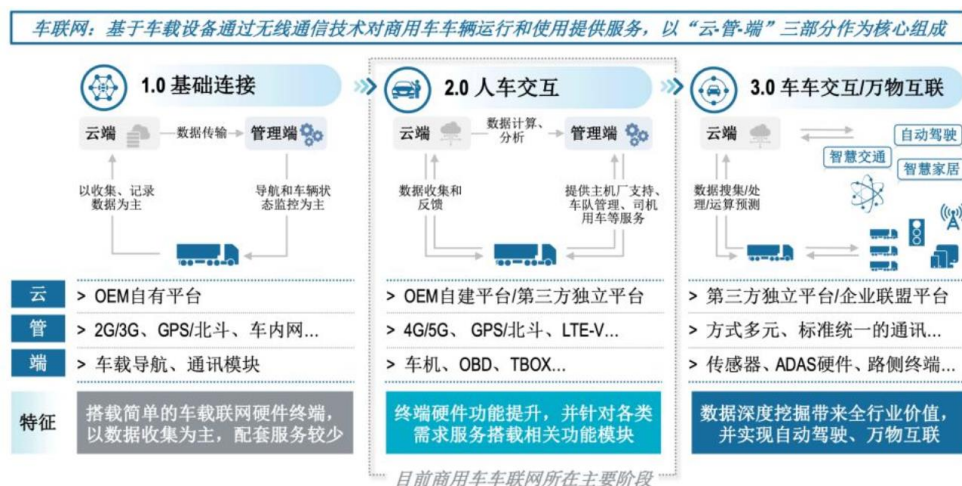 车联网：基于车载设备通过无线通信技术对商用车车辆运行和使用提供服务，以“云-管-端”三部分作为核心组成
1.0 基础连接
云端
数据传输
管理端
以收集、记录
数据为主
导航和车辆状
态监控为主
2.0 人车交互
云端
数据计算、
分析
管理端
数据收集和
反馈
提供主机厂支持、
车队管理、司机
用车等服务
3.0 车车交互/万物互联
云端
自动驾驶
智慧交通
智慧家居
数据搜集/处
理/运算预测
云
> OEM自有平台
> OEM自建平台/第三方独立平台
> 第三方独立平台/企业联盟平台
管
> 2G/3G、GPS/北斗、车内网...
> 4G/5G、 GPS/北斗、LTE-V...
> 方式多元、标准统一的通讯...
端
> 车载导航、通讯模块
> 车机、OBD、TBOX...
> 传感器、ADAS硬件、路侧终端...
特征
搭载简单的车载联网硬件终端，
以数据收集为主，配套服务较少
终端硬件功能提升，并针对各类
需求服务搭载相关功能模块
数据深度挖掘带来全行业价值，
并实现自动驾驶、万物互联
目前商用车车联网所在主要阶段